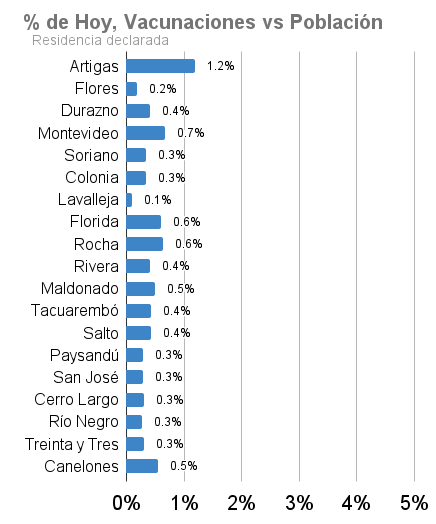 % de Hoy, Vacunaciones vs Población
Residencia declarada
Artigas 1.2%
Flores 0.2%
Durazno 0.4%
Montevideo 0.7%
Soriano 0.3%
Colonia 0.3%
Lavalleja 0.1%
Florida 0.6%
Rocha 0.6%
Rivera 0.4%
Maldonado 0.5%
Tacuarembó 0.4%
Salto 0.4%
Paysandú 0.3%
San José 0.3%
Cerro Largo 0.3%
Río Negro 0.3%
Treinta y Tres 0.3%
Canelones 0.5%
0% 1% 2% 3% 4% 5%